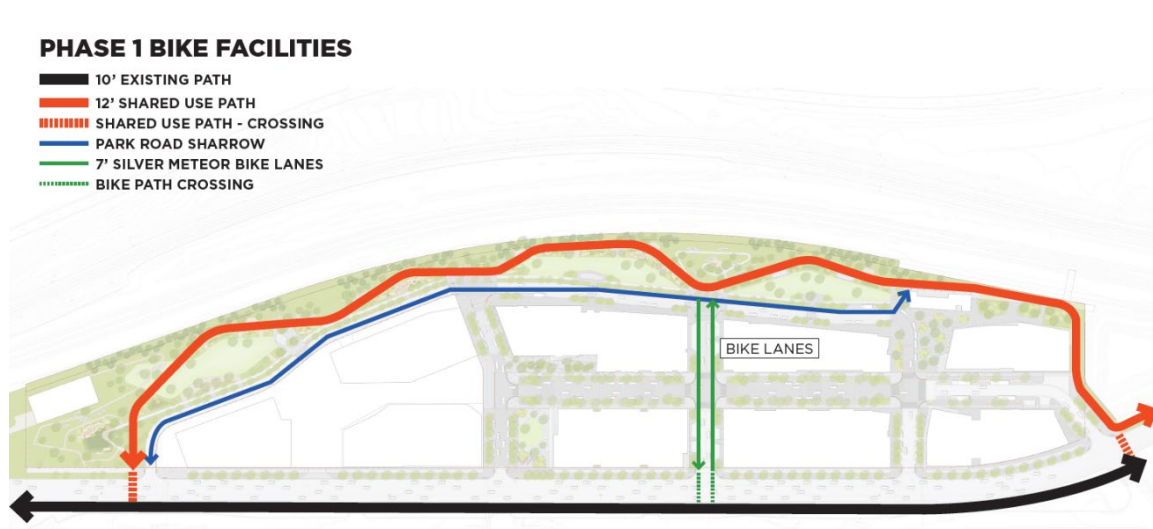 PHASE 1 BIKE FACILITIES
10’ EXISTING PATH
12’ SHARED USE PATH
SHARED USE PATH - CROSSING
PARK ROAD SHARROW
7’ SILVER METEOR BIKE LANES
BIKE PATH CROSSING
BIKE LANES